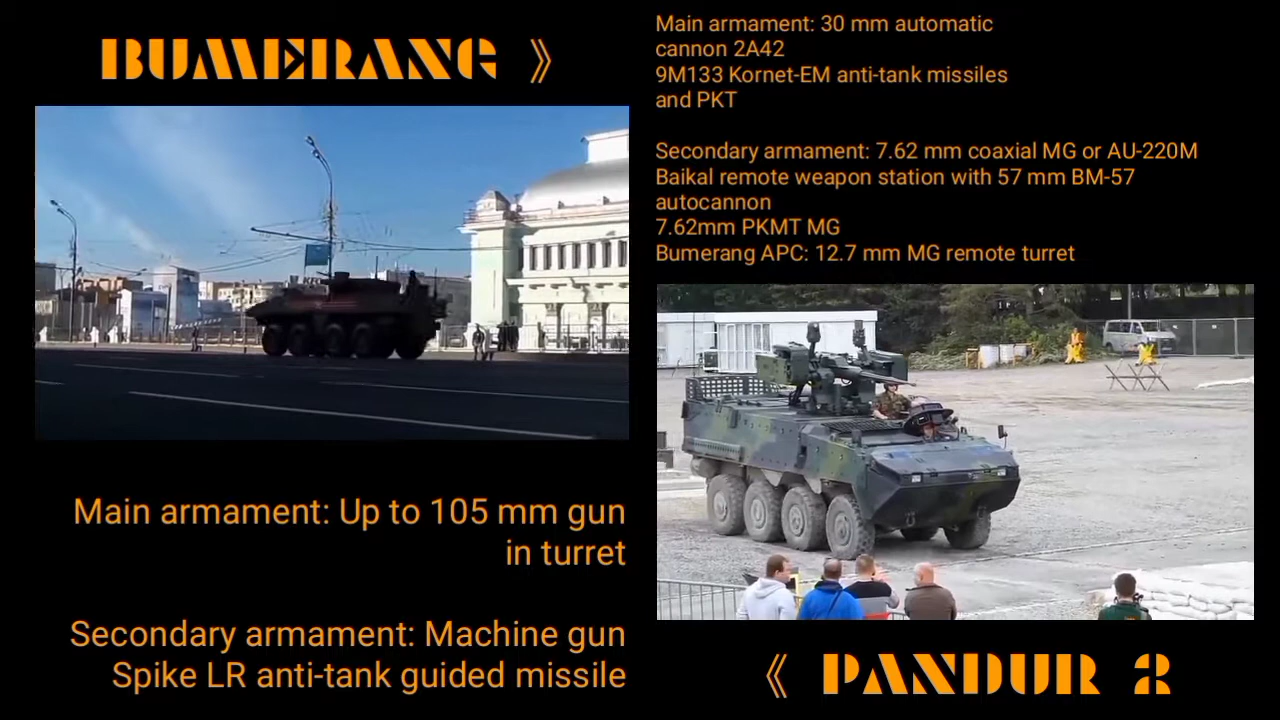 BUMERANG 》
Main armament: 30 mm automatic
cannon 2A42
9M133 Kornet-EM anti-tank missiles
and PKT
Secondary armament: 7.62 mm coaxial MG or AU-220M
Baikal remote weapon station with 57 mm BM-57
autocannon
7.62mm PKMT MG
Bumerang APC: 12.7 mm MG remote turret
Main armament: Up to 105 mm gun
in turret
Secondary armament: Machine gun
Spike LR anti-tank guided missile
《 PANDUR 2